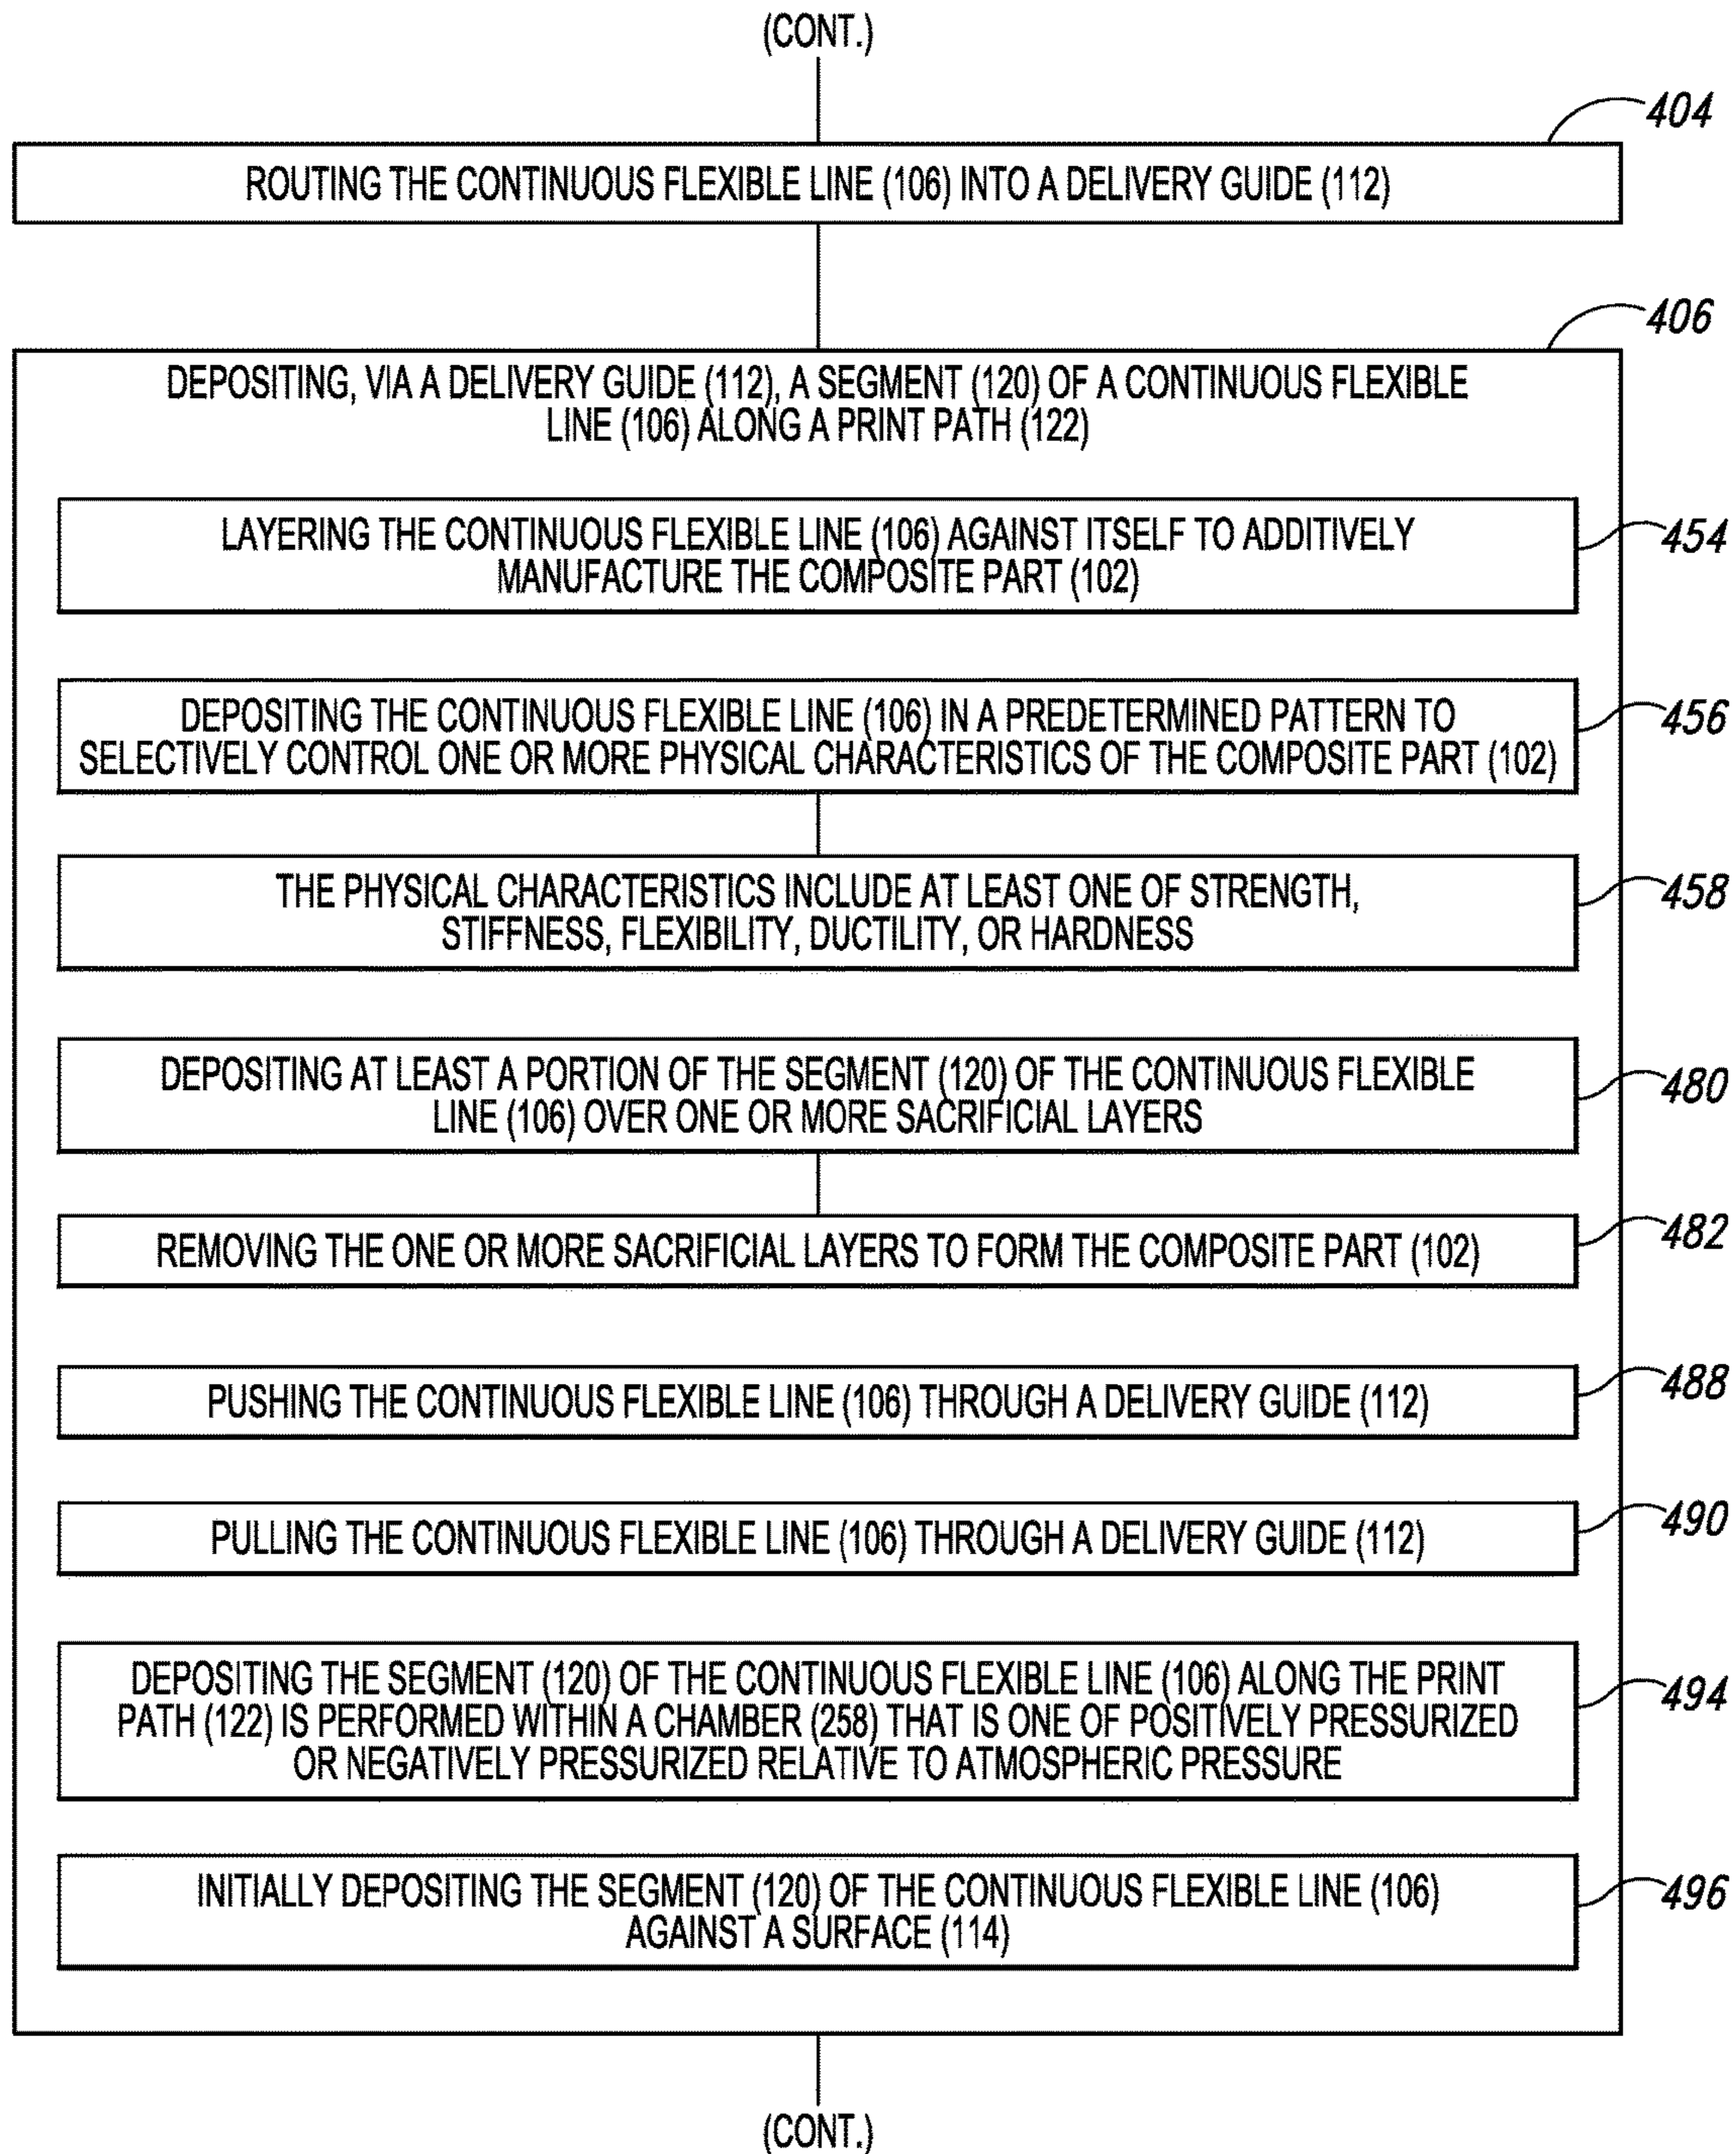 (CONT.)
404
ROUTING THE CONTINUOUS FLEXIBLE LINE (106) INTO A DELIVERY GUIDE (112)
406
DEPOSITING, VIA A DELIVERY GUIDE (112), A SEGMENT (120) OF A CONTINUOUS FLEXIBLE
LINE (106) ALONG A PRINT PATH (122)
LAYERING THE CONTINUOUS FLEXIBLE LINE (106) AGAINST ITSELF TO ADDITIVELY
MANUFACTURE THE COMPOSITE PART (102)
454
DEPOSITING THE CONTINUOUS FLEXIBLE LINE (106) IN A PREDETERMINED PATTERN TO
SELECTIVELY CONTROL ONE OR MORE PHYSICAL CHARACTERISTICS OF THE COMPOSITE PART (102)
456
THE PHYSICAL CHARACTERISTICS INCLUDE AT LEAST ONE OF STRENGTH,
STIFFNESS, FLEXIBILITY, DUCTILITY, OR HARDNESS
458
DEPOSITING AT LEAST A PORTION OF THE SEGMENT (120) OF THE CONTINUOUS FLEXIBLE
LINE (106) OVER ONE OR MORE SACRIFICIAL LAYERS
480
REMOVING THE ONE OR MORE SACRIFICIAL LAYERS TO FORM THE COMPOSITE PART (102)
482
PUSHING THE CONTINUOUS FLEXIBLE LINE (106) THROUGH A DELIVERY GUIDE (112)
488
PULLING THE CONTINUOUS FLEXIBLE LINE (106) THROUGH A DELIVERY GUIDE (112)
490
DEPOSITING THE SEGMENT (120) OF THE CONTINUOUS FLEXIBLE LINE (106) ALONG THE PRINT
PATH (122) IS PERFORMED WITHIN A CHAMBER (258) THAT IS ONE OF POSITIVELY PRESSURIZED
OR NEGATIVELY PRESSURIZED RELATIVE TO ATMOSPHERIC PRESSURE
494
INITIALLY DEPOSITING THE SEGMENT (120) OF THE CONTINUOUS FLEXIBLE LINE (106)
AGAINST A SURFACE (114)
496
(CONT.)